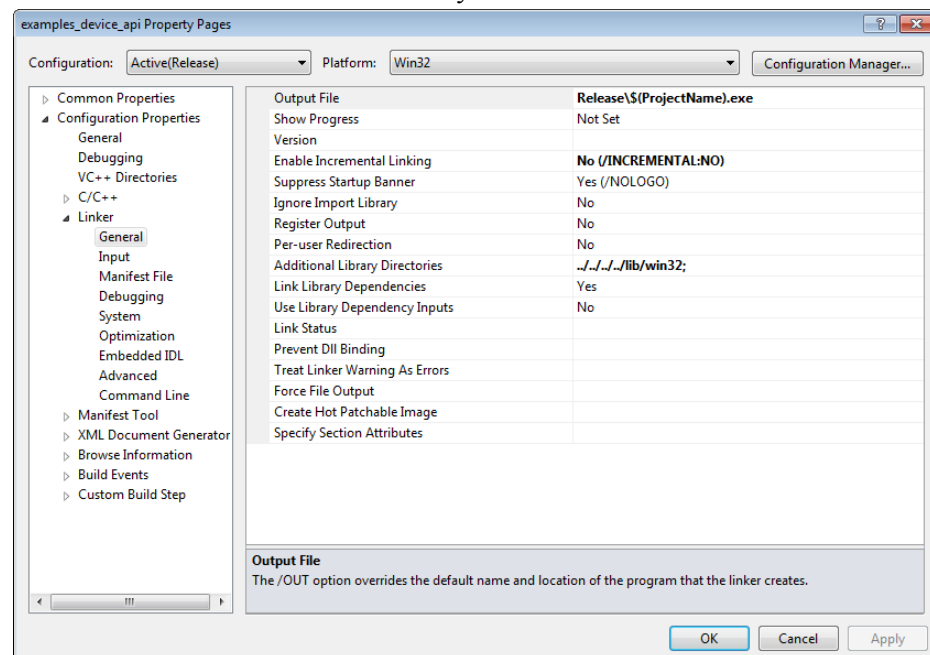 examples_device_api Property Pages
Configuration: Active(Release) Platform: Win32 Configuration Manager...
Common Properties
Configuration Properties
General
Debugging
VC++ Directories
C/C++
Linker
General
Input
Manifest File
Debugging
System
Optimization
Embedded IDL
Advanced
Command Line
Manifest Tool
XML Document Generator
Browse Information
Build Events
Custom Build Step
Output File Release\$(ProjectName).exe
Show Progress Not Set
Version
Enable Incremental Linking No (/INCREMENTAL:NO)
Suppress Startup Banner Yes (/NOLOGO)
Ignore Import Library No
Register Output No
Per-user Redirection No
Additional Library Directories ../../../../lib/win32;
Link Library Dependencies Yes
Use Library Dependency Inputs No
Link Status
Prevent Dll Binding
Treat Linker Warning As Errors
Force File Output
Create Hot Patchable Image
Specify Section Attributes
Output File
The /OUT option overrides the default name and location of the program that the linker creates.
OK Cancel Apply